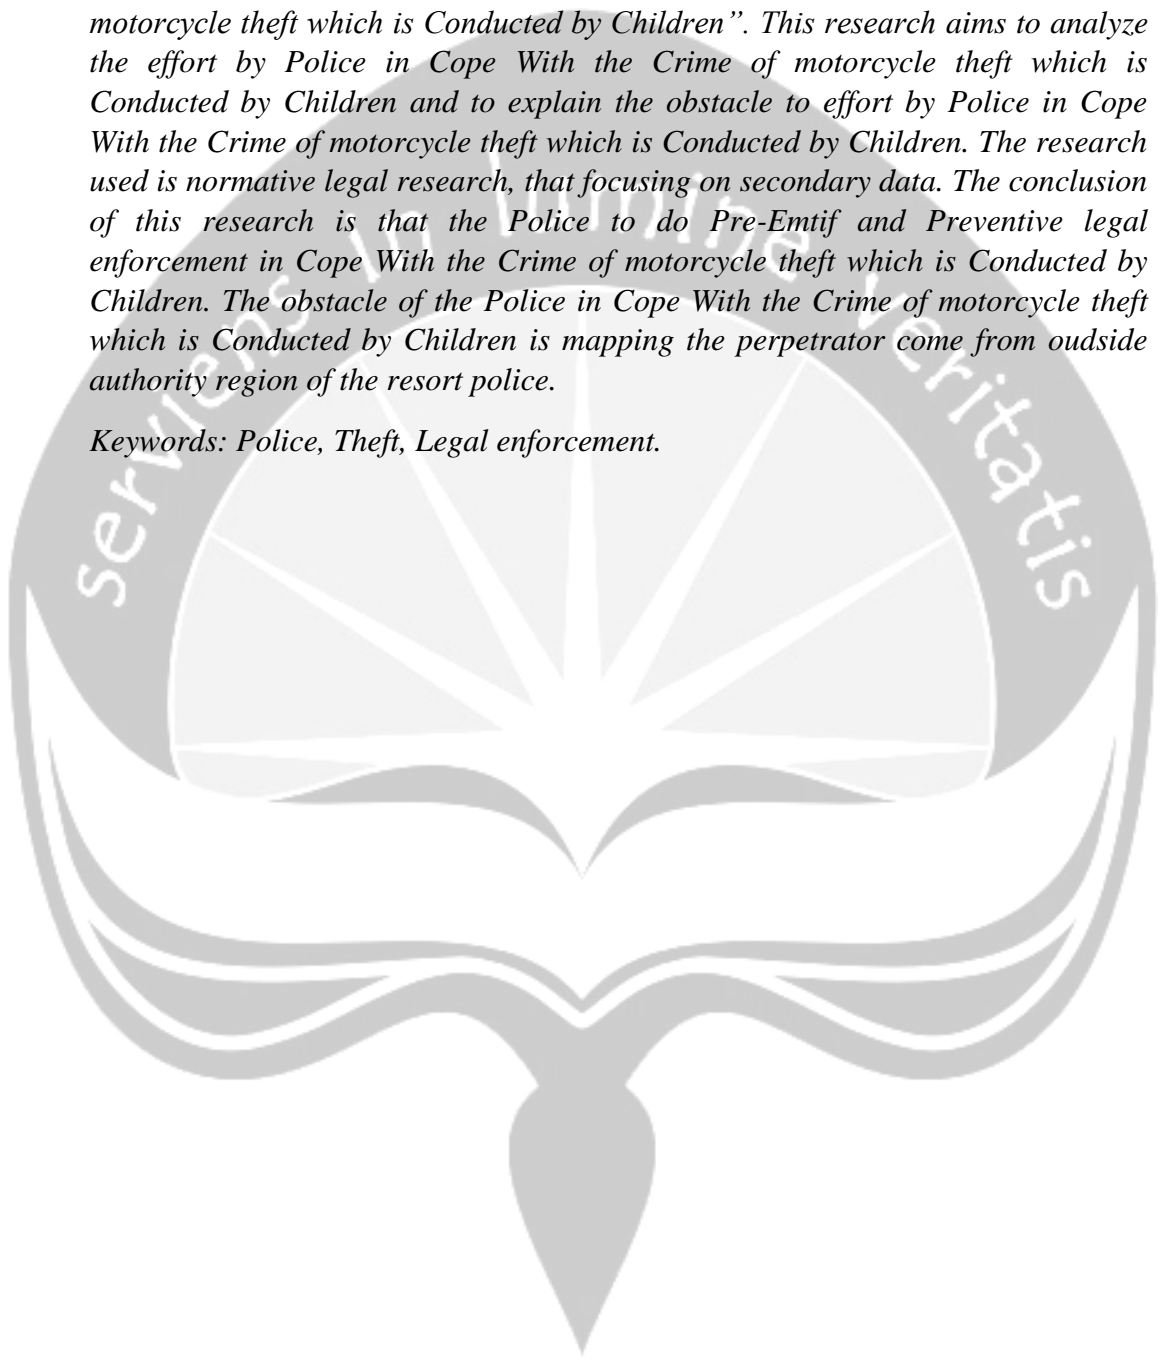 motorcycle theft which is Conducted by Children”. This research aims to analyze
the effort by Police in Cope With the Crime of motorcycle theft which is
Conducted by Children and to explain the obstacle to effort by Police in Cope
With the Crime of motorcycle theft which is Conducted by Children. The research
used is normative legal research, that focusing on secondary data. The conclusion
of this research is that the Police to do Pre-Emtif and Preventive legal
enforcement in Cope With the Crime of motorcycle theft which is Conducted by
Children. The obstacle of the Police in Cope With the Crime of motorcycle theft
which is Conducted by Children is mapping the perpetrator come from oudside
authority region of the resort police.
Keywords: Police, Theft, Legal enforcement.
serviens in lumine veritatis